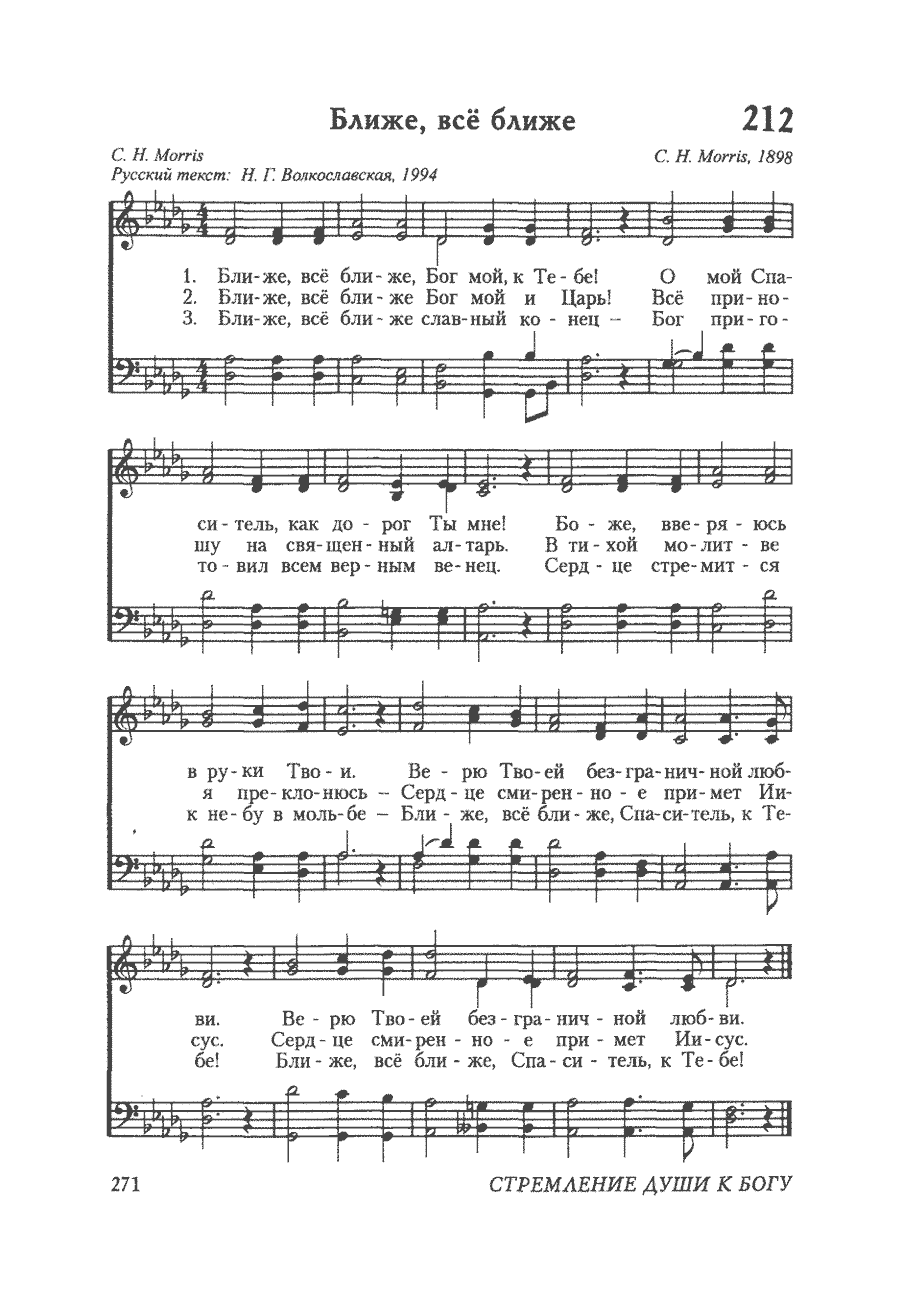 Ближе, всё ближе 212
C. H. Morris C. H. Morris, 1898
Русский текст: Н. Г. Волкославская, 1994
1. Бли-же, всё бли-же, Бог мой, к Те-бе! О мой Спа-
2. Бли-же, всё бли-же Бог мой и Царь! Всё при-но-
3. Бли-же, всё бли-же слав-ный ко-нец – Бог при-го-
си-тель, как до-рог Ты мне! Бо-же, вве-ря-юсь
шу на свя-щен-ный ал-тарь. В ти-хой мо-лит-ве
то-вил всем вер-ным ве-нец. Серд-це стре-мит-ся
в ру-ки Тво-и. Ве-рю Тво-ей без-гра-нич-ной люб-
я пре-кло-нюсь – Серд-це сми-рен-но-е при-мет Ии-
к не-бу в моль-бе – Бли-же, всё бли-же, Спа-си-тель, к Те-
ви. Ве-рю Тво-ей без-гра-нич-ной люб-ви.
сус. Серд-це сми-рен-но-е при-мет Ии-сус.
бе! Бли-же, всё бли-же, Спа-си-тель, к Те-бе!
271 СТРЕМЛЕНИЕ ДУШИ К БОГУ